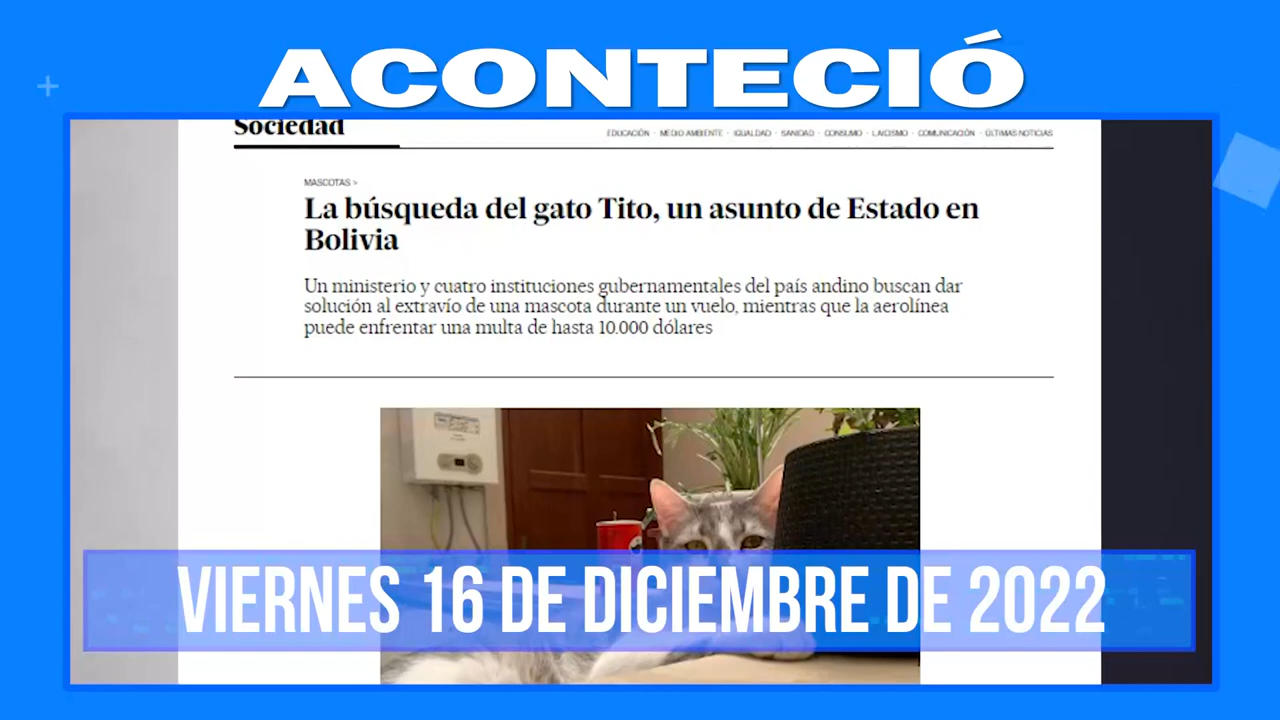 ACONTECIÓ
Sociedad
EDUCACIÓN · MEDIO AMBIENTE · IGUALDAD · SANIDAD · CONSUMO · LAICISMO · COMUNICACIÓN · ÚLTIMAS NOTICIAS
MASCOTAS >
La búsqueda del gato Tito, un asunto de Estado en
Bolivia
Un ministerio y cuatro instituciones gubernamentales del país andino buscan dar
solución al extravío de una mascota durante un vuelo, mientras que la aerolínea
puede enfrentar una multa de hasta 10.000 dólares
VIERNES 16 DE DICIEMBRE DE 2022